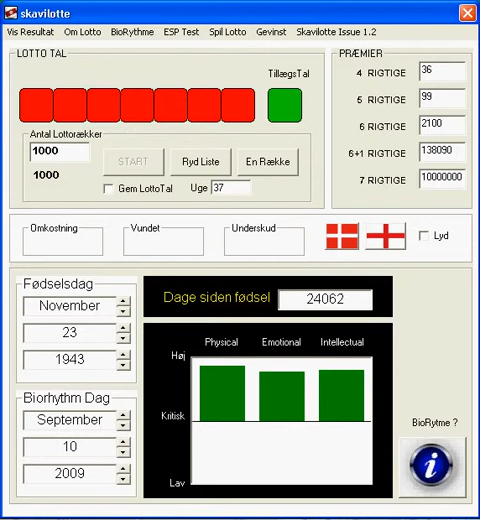 skavilotte
Vis Resultat Om Lotto BioRythme ESP Test Spil Lotto Gevinst Skavilotte Issue 1.2
LOTTO TAL
TillægsTal
Antal Lottorækker
1000
1000
START
Ryd Liste
En Række
Gem LottoTal
Uge 37
PRÆMIER
4 RIGTIGE 36
5 RIGTIGE 99
6 RIGTIGE 2100
6+1 RIGTIGE 138090
7 RIGTIGE 10000000
Omkostning
Vundet
Underskud
Lyd
Fødselsdag
November
23
1943
Biorhythm Dag
September
10
2009
Dage siden fødsel 24062
Physical Emotional Intellectual
Høj
Kritisk
Lav
BioRytme ?
i